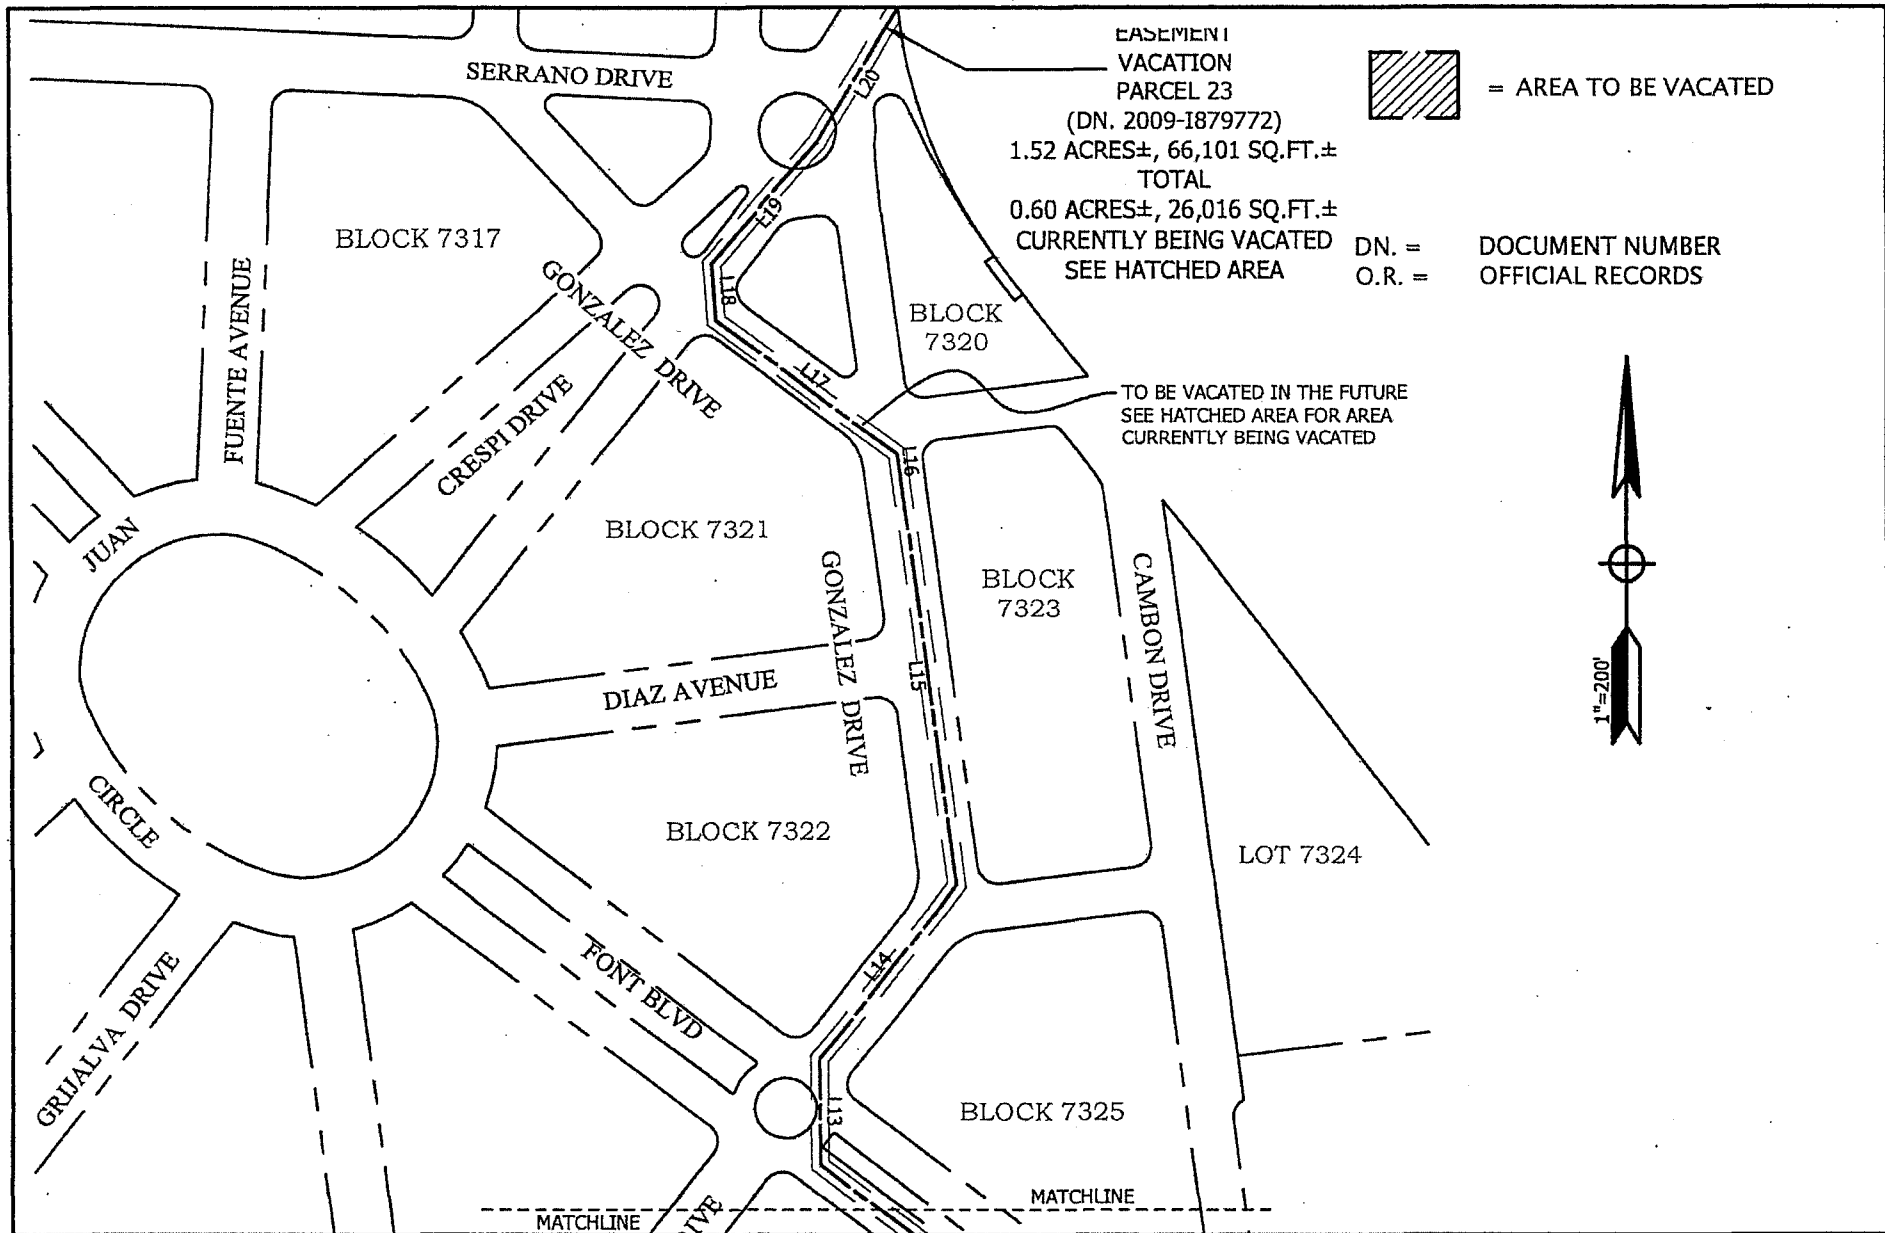 EASEMENT
VACATION
PARCEL 23
(DN. 2009-I879772)
1.52 ACRES±, 66,101 SQ.FT.±
TOTAL
0.60 ACRES±, 26,016 SQ.FT.±
CURRENTLY BEING VACATED
SEE HATCHED AREA
= AREA TO BE VACATED
DN. = DOCUMENT NUMBER
O.R. = OFFICIAL RECORDS
SERRANO DRIVE
L20
L19
BLOCK 7317
FUENTE AVENUE
GONZALEZ DRIVE
L18
BLOCK
7320
CRESPI DRIVE
L17
TO BE VACATED IN THE FUTURE
SEE HATCHED AREA FOR AREA
CURRENTLY BEING VACATED
L16
JUAN
BLOCK 7321
GONZALEZ DRIVE
BLOCK
7323
CAMBON DRIVE
L15
DIAZ AVENUE
1"=200'
CIRCLE
BLOCK 7322
LOT 7324
FONT BLVD
L14
GRIJALVA DRIVE
L13
BLOCK 7325
MATCHLINE
MATCHLINE
IVE